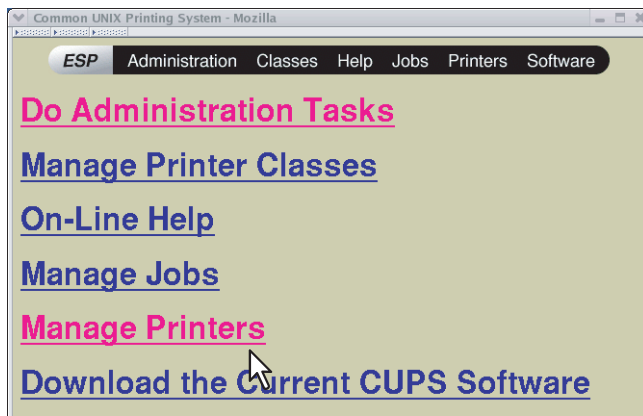 Common UNIX Printing System - Mozilla
ESP Administration Classes Help Jobs Printers Software
Do Administration Tasks
Manage Printer Classes
On-Line Help
Manage Jobs
Manage Printers
Download the Current CUPS Software